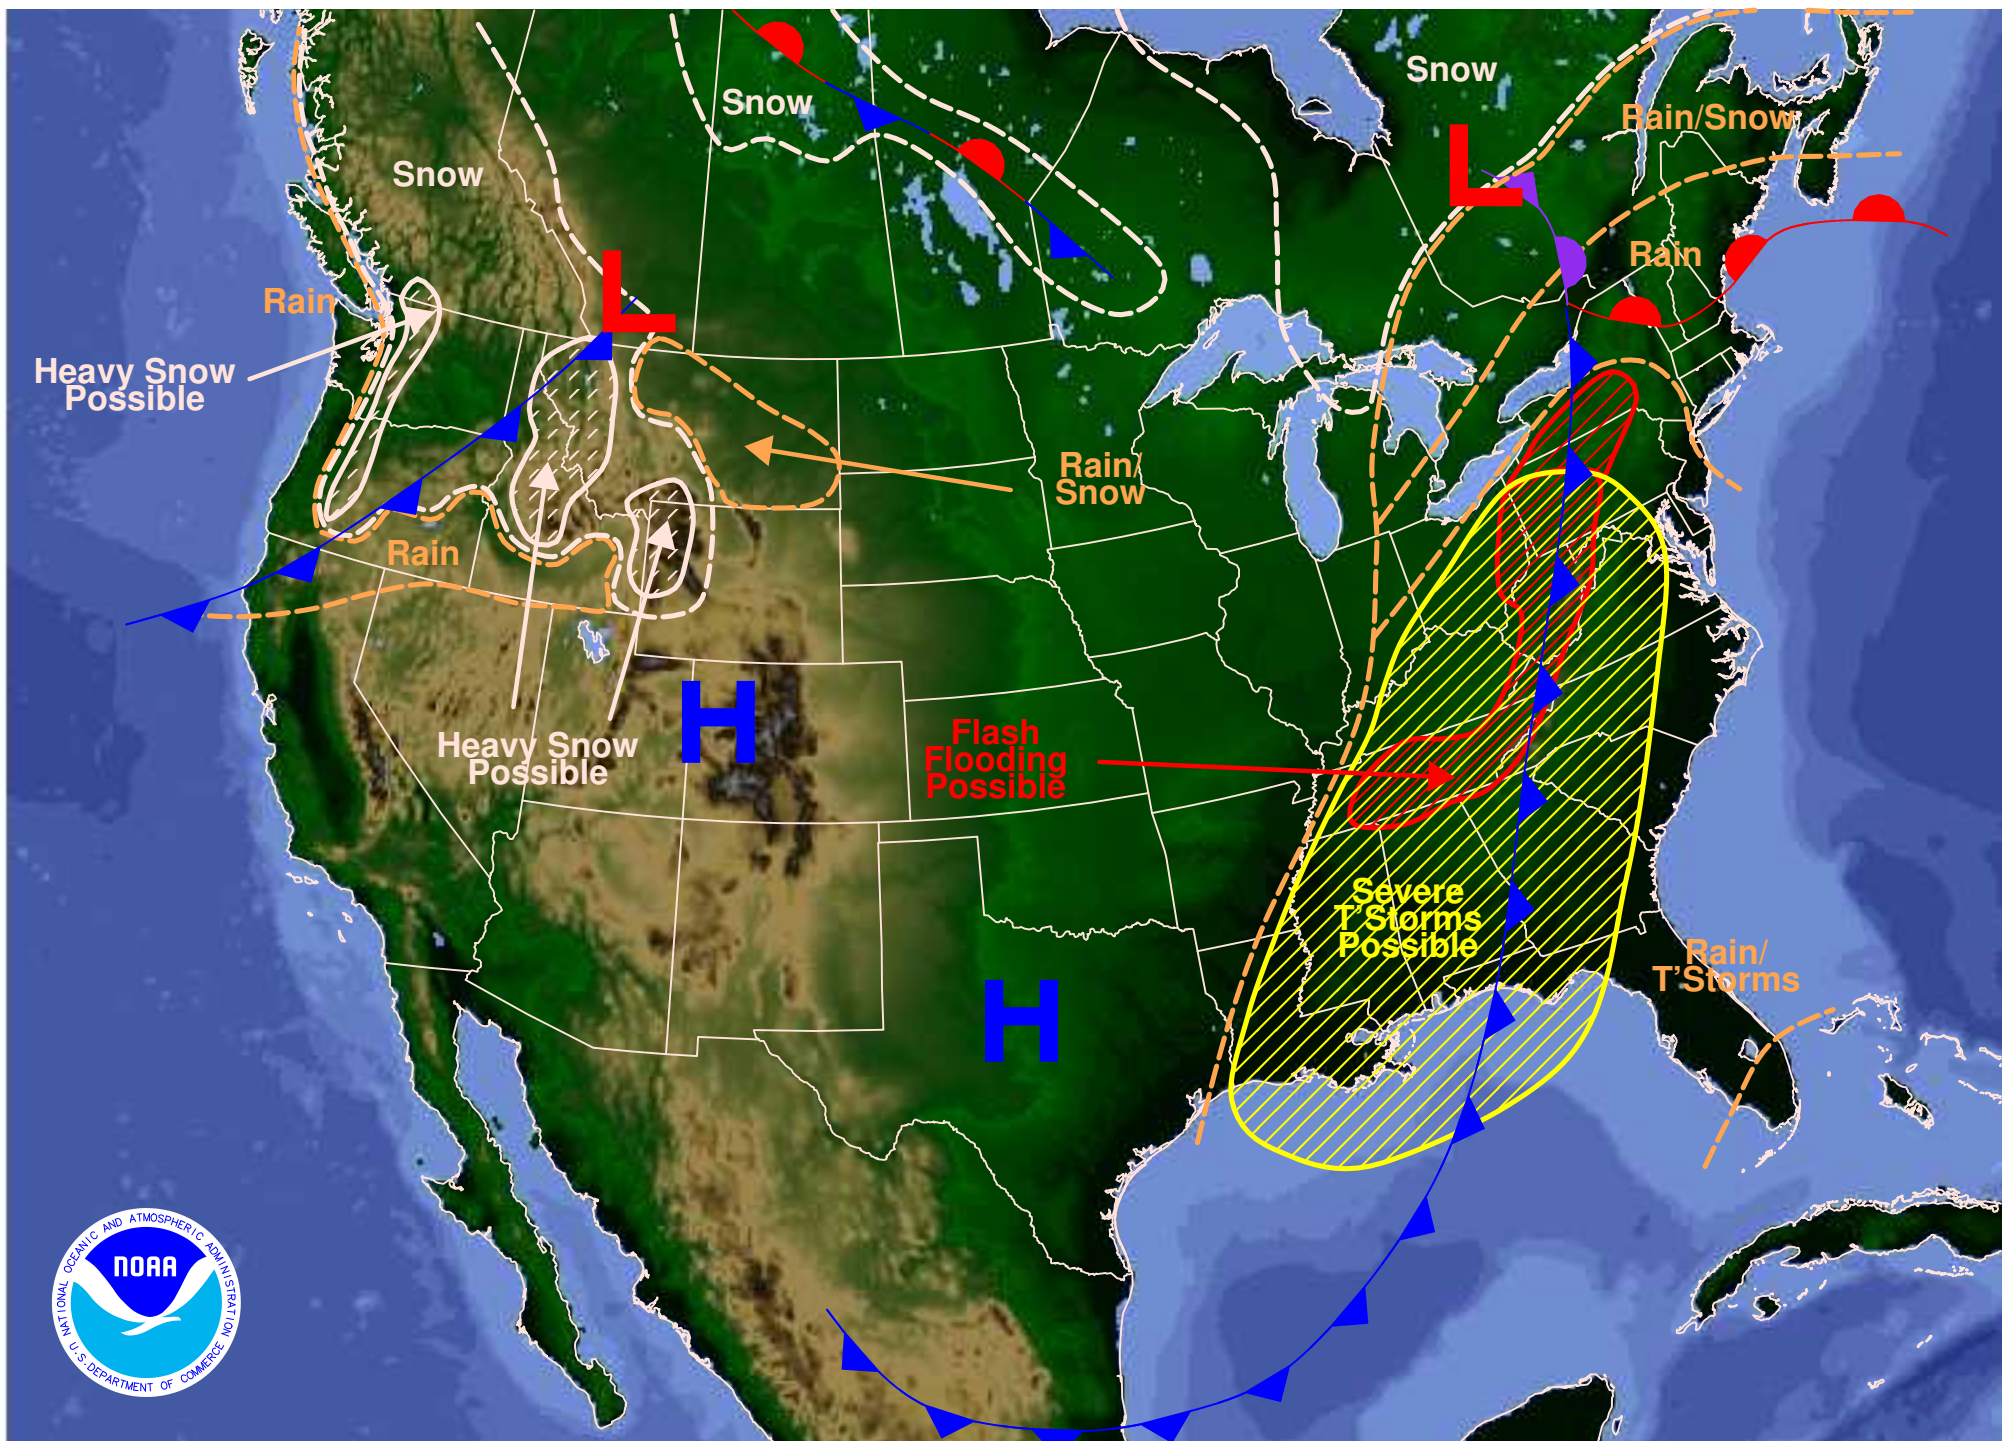 Snow
Snow
Rain/Snow
Snow
L
Rain
L
Rain
Heavy Snow
Possible
Rain/
Snow
Rain
H
Heavy Snow
Possible
Flash
Flooding
Possible
Severe
T'Storms
Possible
Rain/
T'Storms
H
NATIONAL OCEANIC AND ATMOSPHERIC ADMINISTRATION
NOAA
U.S. DEPARTMENT OF COMMERCE